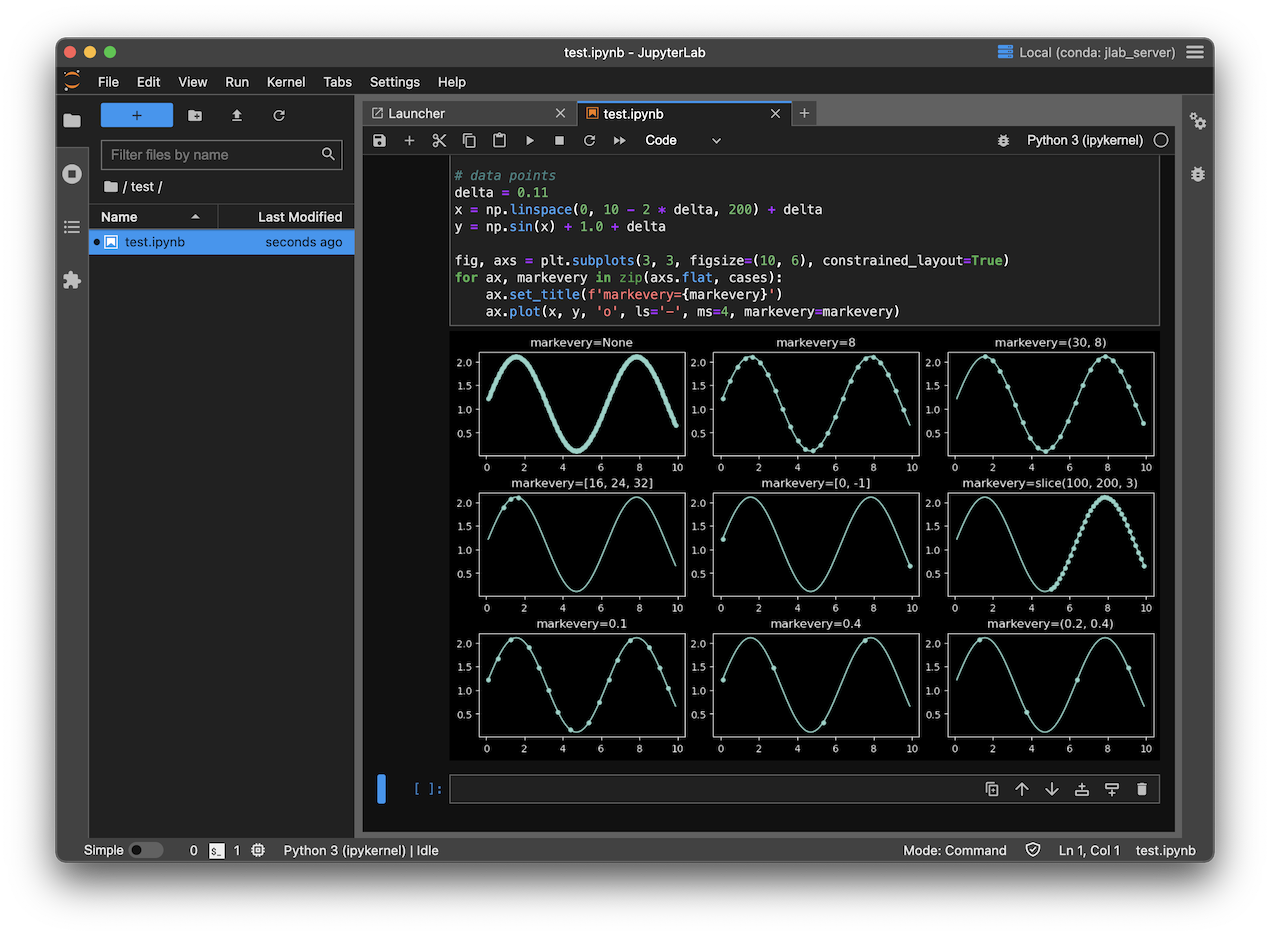 test.ipynb - JupyterLab
Local (conda: jlab_server)
File Edit View Run Kernel Tabs Settings Help
Launcher
test.ipynb
Filter files by name
Code
Python 3 (ipykernel)
/ test /
Name Last Modified
test.ipynb seconds ago
# data points
delta = 0.11
x = np.linspace(0, 10 - 2 * delta, 200) + delta
y = np.sin(x) + 1.0 + delta
fig, axs = plt.subplots(3, 3, figsize=(10, 6), constrained_layout=True)
for ax, markevery in zip(axs.flat, cases):
    ax.set_title(f'markevery={markevery}')
    ax.plot(x, y, 'o', ls='-', ms=4, markevery=markevery)
markevery=None markevery=8 markevery=(30, 8)
2.0 2.0 2.0
1.5 1.5 1.5
1.0 1.0 1.0
0.5 0.5 0.5
0 2 4 6 8 10 0 2 4 6 8 10 0 2 4 6 8 10
markevery=[16, 24, 32] markevery=[0, -1] markevery=slice(100, 200, 3)
2.0 2.0 2.0
1.5 1.5 1.5
1.0 1.0 1.0
0.5 0.5 0.5
0 2 4 6 8 10 0 2 4 6 8 10 0 2 4 6 8 10
markevery=0.1 markevery=0.4 markevery=(0.2, 0.4)
2.0 2.0 2.0
1.5 1.5 1.5
1.0 1.0 1.0
0.5 0.5 0.5
0 2 4 6 8 10 0 2 4 6 8 10 0 2 4 6 8 10
[ ]:
Simple 0 $_ 1 Python 3 (ipykernel) | Idle Mode: Command Ln 1, Col 1 test.ipynb